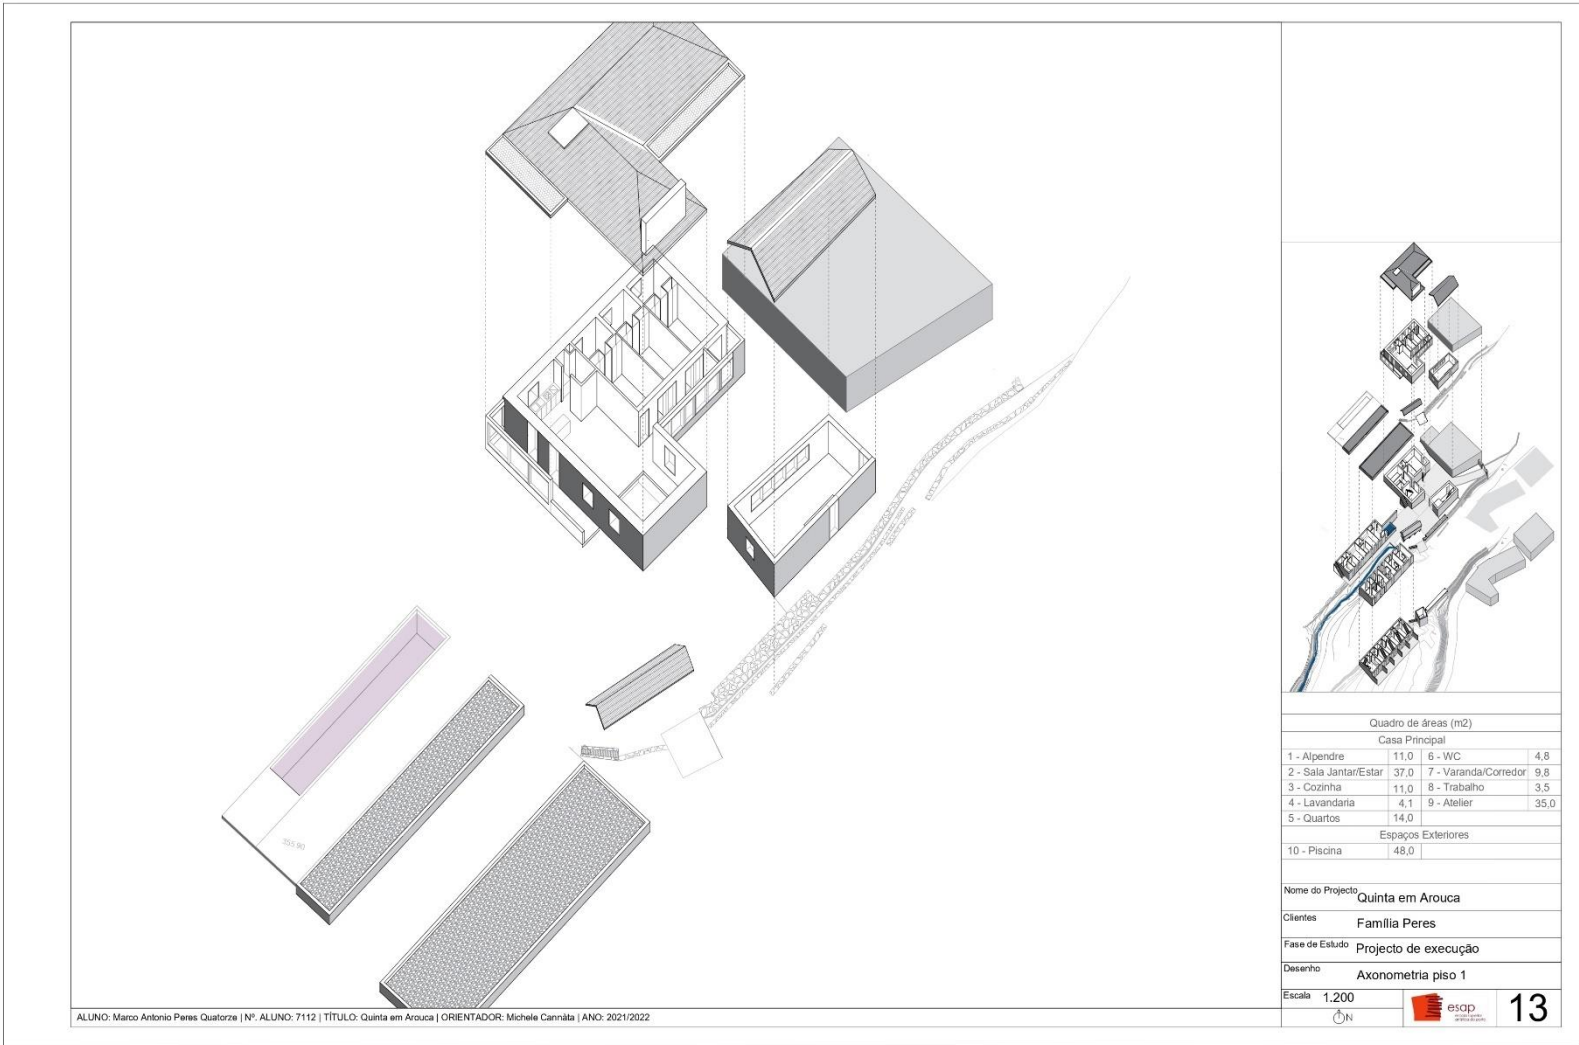 155.90
Quadro de áreas (m2)
Casa Principal
1 - Alpendre 11,0 6 - WC 4,8
2 - Sala Jantar/Estar 37,0 7 - Varanda/Corredor 9,8
3 - Cozinha 11,0 8 - Trabalho 3,5
4 - Lavandaria 4,1 9 - Atelier 35,0
5 - Quartos 14,0
Espaços Exteriores
10 - Piscina 48,0
Nome do Projecto Quinta em Arouca
Clientes Família Peres
Fase de Estudo Projecto de execução
Desenho Axonometria piso 1
Escala 1.200
N
esap
13
ALUNO: Marco Antonio Peres Quatorze | Nº. ALUNO: 7112 | TÍTULO: Quinta em Arouca | ORIENTADOR: Michele Cannàta | ANO: 2021/2022